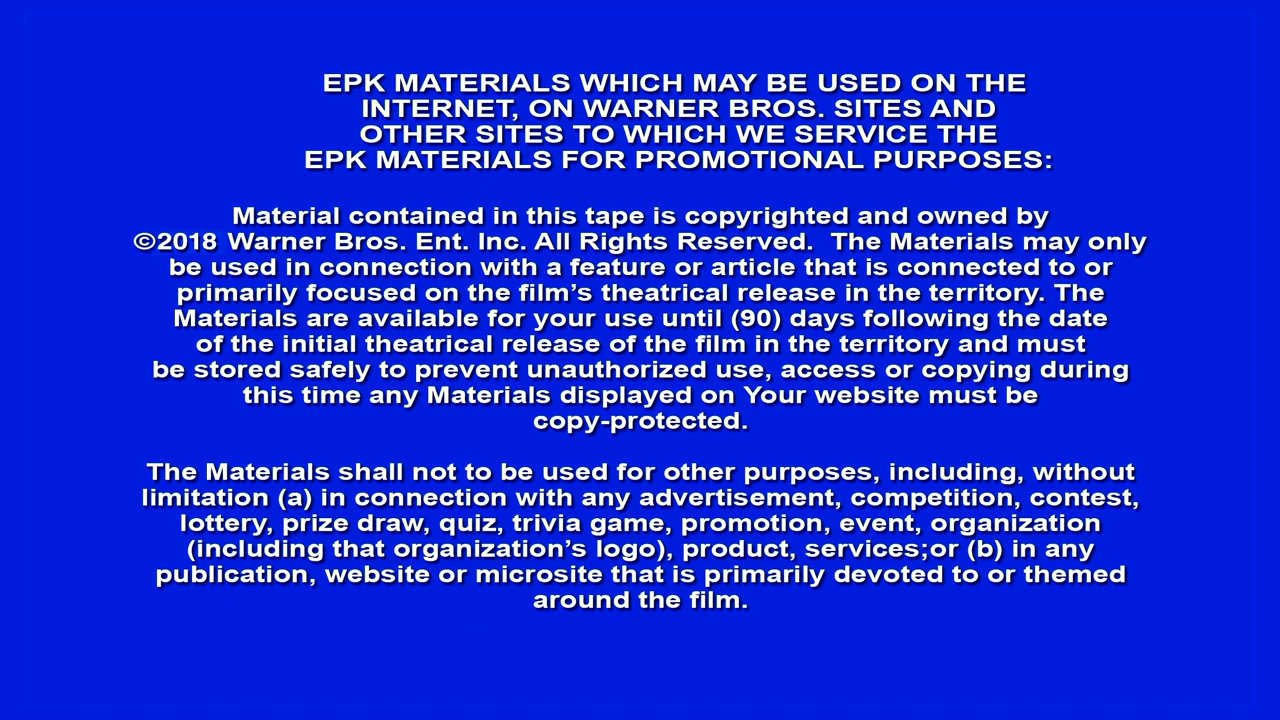 EPK MATERIALS WHICH MAY BE USED ON THE
INTERNET, ON WARNER BROS. SITES AND
OTHER SITES TO WHICH WE SERVICE THE
EPK MATERIALS FOR PROMOTIONAL PURPOSES:
Material contained in this tape is copyrighted and owned by
©2018 Warner Bros. Ent. Inc. All Rights Reserved.  The Materials may only
be used in connection with a feature or article that is connected to or
primarily focused on the film’s theatrical release in the territory. The
Materials are available for your use until (90) days following the date
of the initial theatrical release of the film in the territory and must
be stored safely to prevent unauthorized use, access or copying during
this time any Materials displayed on Your website must be
copy-protected.
The Materials shall not to be used for other purposes, including, without
limitation (a) in connection with any advertisement, competition, contest,
lottery, prize draw, quiz, trivia game, promotion, event, organization
(including that organization’s logo), product, services;or (b) in any
publication, website or microsite that is primarily devoted to or themed
around the film.